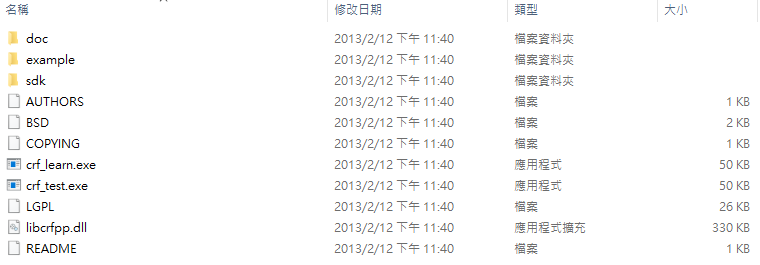 名稱 修改日期 類型 大小
doc 2013/2/12 下午 11:40 檔案資料夾
example 2013/2/12 下午 11:40 檔案資料夾
sdk 2013/2/12 下午 11:40 檔案資料夾
AUTHORS 2013/2/12 下午 11:40 檔案 1 KB
BSD 2013/2/12 下午 11:40 檔案 2 KB
COPYING 2013/2/12 下午 11:40 檔案 1 KB
crf_learn.exe 2013/2/12 下午 11:40 應用程式 50 KB
crf_test.exe 2013/2/12 下午 11:40 應用程式 50 KB
LGPL 2013/2/12 下午 11:40 檔案 26 KB
libcrfpp.dll 2013/2/12 下午 11:40 應用程式擴充 330 KB
README 2013/2/12 下午 11:40 檔案 1 KB